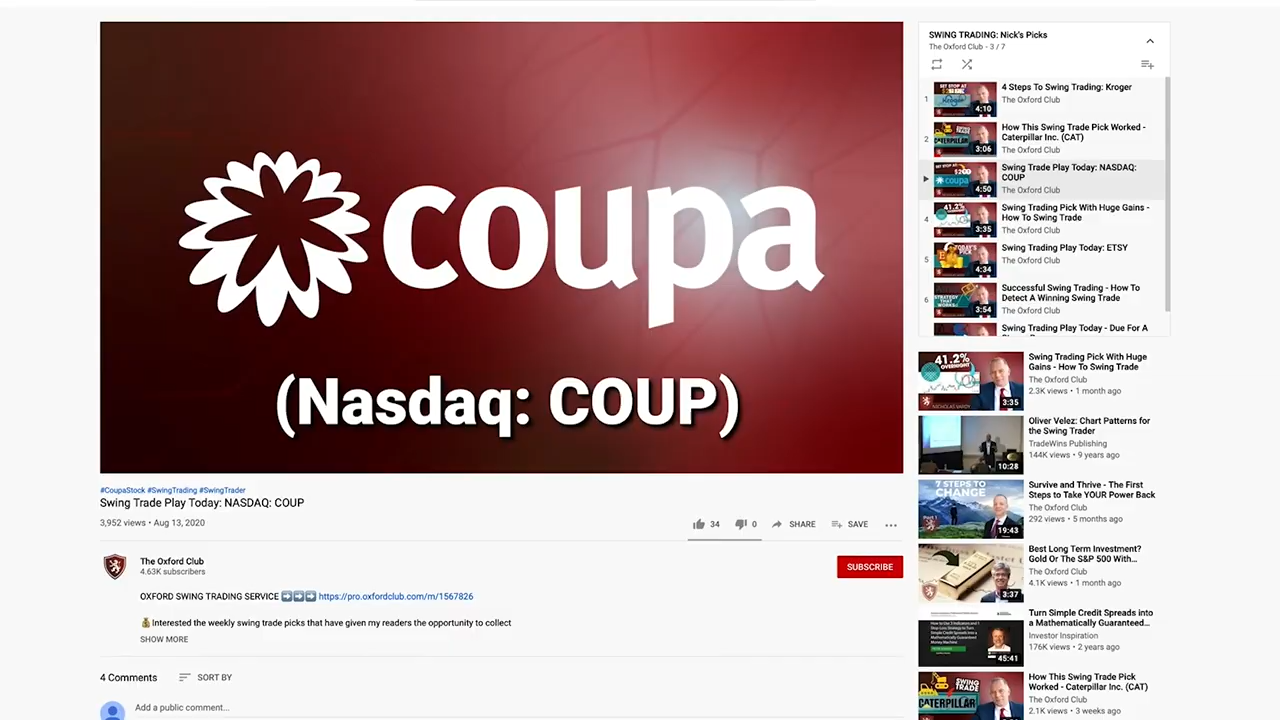 coupa
(Nasdaq: COUP)
#CoupaStock #SwingTrading #SwingTrader
Swing Trade Play Today: NASDAQ: COUP
3,952 views • Aug 13, 2020
34
0
SHARE
SAVE
The Oxford Club
4.63K subscribers
SUBSCRIBE
OXFORD SWING TRADING SERVICE ➡➡➡ https://pro.oxfordclub.com/m/1567826
💰Interested the weekly swing trade picks that have given my readers the opportunity to collect
SHOW MORE
4 Comments
SORT BY
Add a public comment...
SWING TRADING: Nick's Picks
The Oxford Club - 3 / 7
1
4:10
4 Steps To Swing Trading: Kroger
The Oxford Club
2
CATERPILLAR
3:06
How This Swing Trade Pick Worked -
Caterpillar Inc. (CAT)
The Oxford Club
coupa
4:50
Swing Trade Play Today: NASDAQ:
COUP
The Oxford Club
4
41.2%
3:35
Swing Trading Pick With Huge Gains -
How To Swing Trade
The Oxford Club
5
4:34
Swing Trading Play Today: ETSY
The Oxford Club
6
3:54
Successful Swing Trading - How To
Detect A Winning Swing Trade
The Oxford Club
Swing Trading Play Today - Due For A
41.2%
OVERNIGHT
NICHOLAS VARDY
3:35
Swing Trading Pick With Huge
Gains - How To Swing Trade
The Oxford Club
2.3K views • 1 month ago
10:28
Oliver Velez: Chart Patterns for
the Swing Trader
TradeWins Publishing
144K views • 9 years ago
7 STEPS TO
CHANGE
Part 1
19:43
Survive and Thrive - The First
Steps to Take YOUR Power Back
The Oxford Club
292 views • 5 months ago
3:37
Best Long Term Investment?
Gold Or The S&P 500 With...
The Oxford Club
4.1K views • 1 month ago
45:41
Turn Simple Credit Spreads into
a Mathematically Guaranteed...
Investor Inspiration
176K views • 2 years ago
SWING
TRADE
CATERPILLAR
How This Swing Trade Pick
Worked - Caterpillar Inc. (CAT)
The Oxford Club
2.1K views • 3 weeks ago